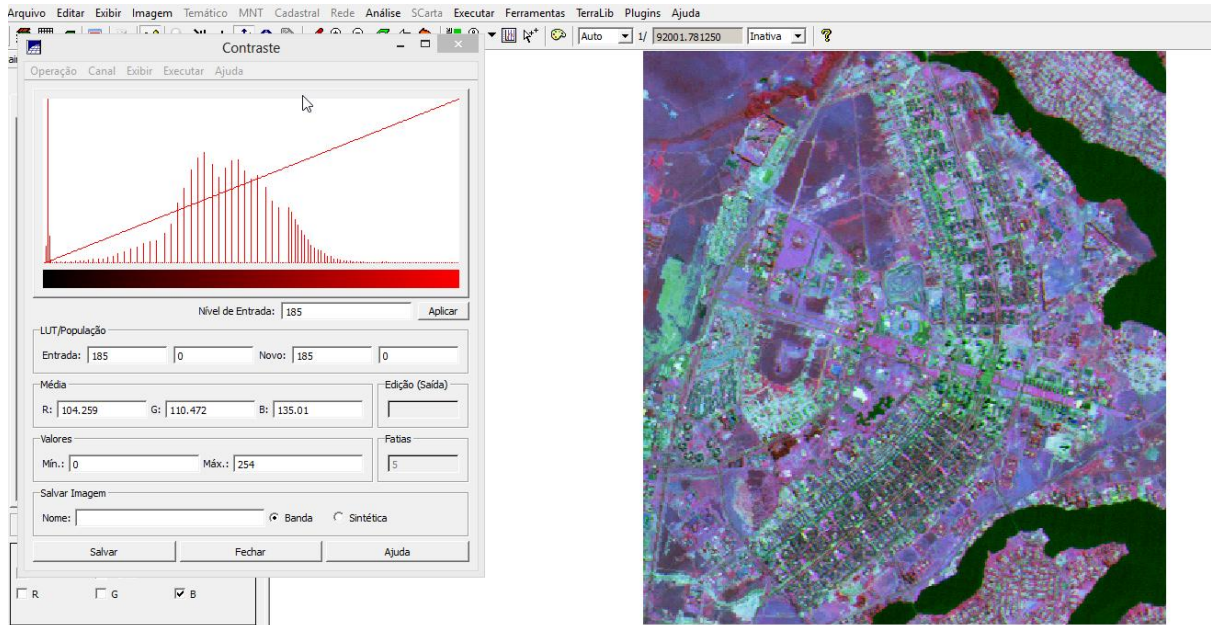 Arquivo Editar Exibir Imagem Temático MNT Cadastral Rede Análise SCarta Executar Ferramentas TerraLib Plugins Ajuda
Auto 1/ 92001.781250 Inativa
Contraste
Operação Canal Exibir Executar Ajuda
Nível de Entrada: 185 Aplicar
LUT/População
Entrada: 185 0 Novo: 185 0
Média Edição (Saída)
R: 104.259 G: 110.472 B: 135.01
Valores Fatias
Mín.: 0 Máx.: 254 5
Salvar Imagem
Nome: Banda Sintética
Salvar Fechar Ajuda
R G B